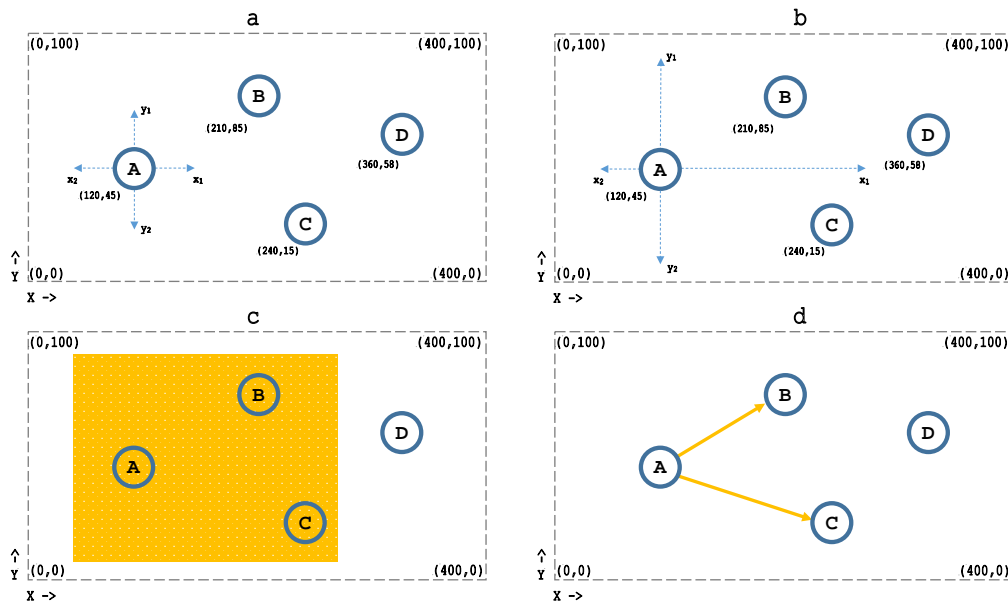 a
(0,100)
(400,100)
B
(210,85)
D
(360,58)
y1
A
x2
x1
(120,45)
y2
C
(240,15)
(0,0)
(400,0)
Y ->
X ->
b
(0,100)
(400,100)
y1
B
(210,85)
D
(360,58)
A
x2
x1
(120,45)
C
(240,15)
y2
(0,0)
(400,0)
Y ->
X ->
c
(0,100)
(400,100)
B
D
A
C
(0,0)
(400,0)
Y ->
X ->
d
(0,100)
(400,100)
B
D
A
C
(0,0)
(400,0)
Y ->
X ->